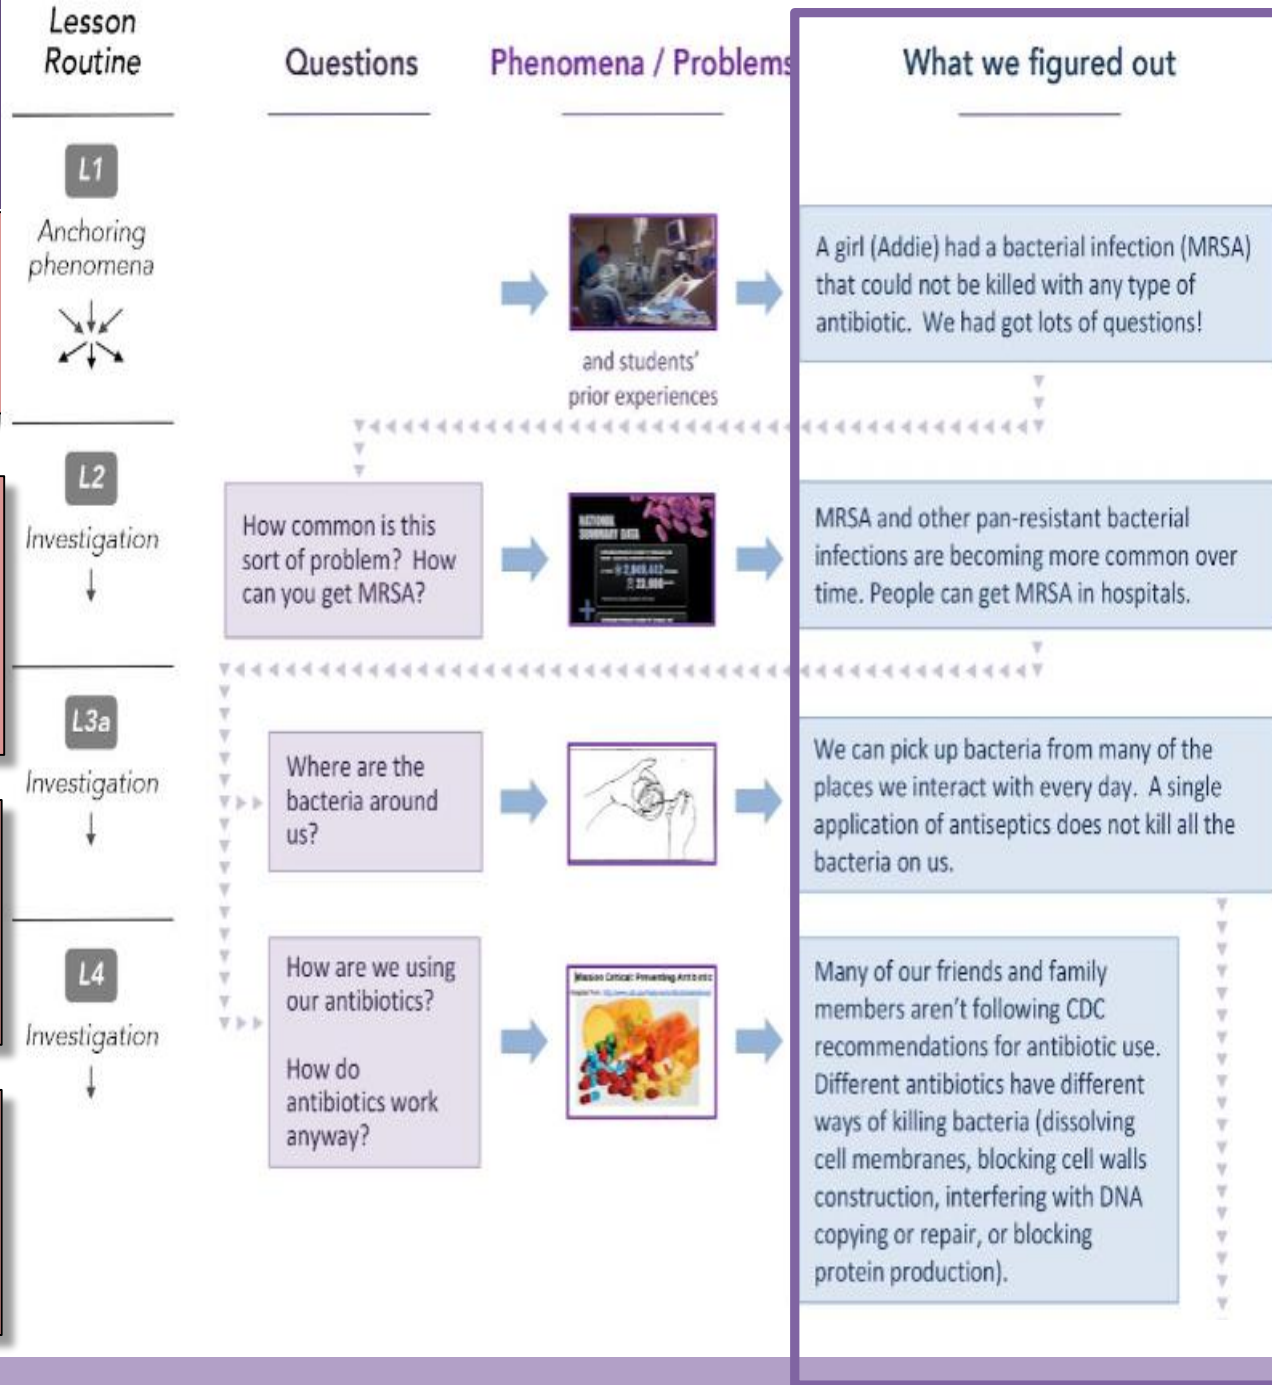 Lesson
Routine
Questions
Phenomena / Problems
What we figured out
L1
Anchoring
phenomena
and students'
prior experiences
A girl (Addie) had a bacterial infection (MRSA)
that could not be killed with any type of
antibiotic. We had got lots of questions!
L2
Investigation
How common is this
sort of problem? How
can you get MRSA?
NATIONAL
SUMMARY DATA
MRSA and other pan-resistant bacterial
infections are becoming more common over
time. People can get MRSA in hospitals.
L3a
Investigation
Where are the
bacteria around
us?
We can pick up bacteria from many of the
places we interact with every day. A single
application of antiseptics does not kill all the
bacteria on us.
L4
Investigation
How are we using
our antibiotics?
How do
antibiotics work
anyway?
Mission Critical: Preventing Antibiotic
Many of our friends and family
members aren't following CDC
recommendations for antibiotic use.
Different antibiotics have different
ways of killing bacteria (dissolving
cell membranes, blocking cell walls
construction, interfering with DNA
copying or repair, or blocking
protein production).